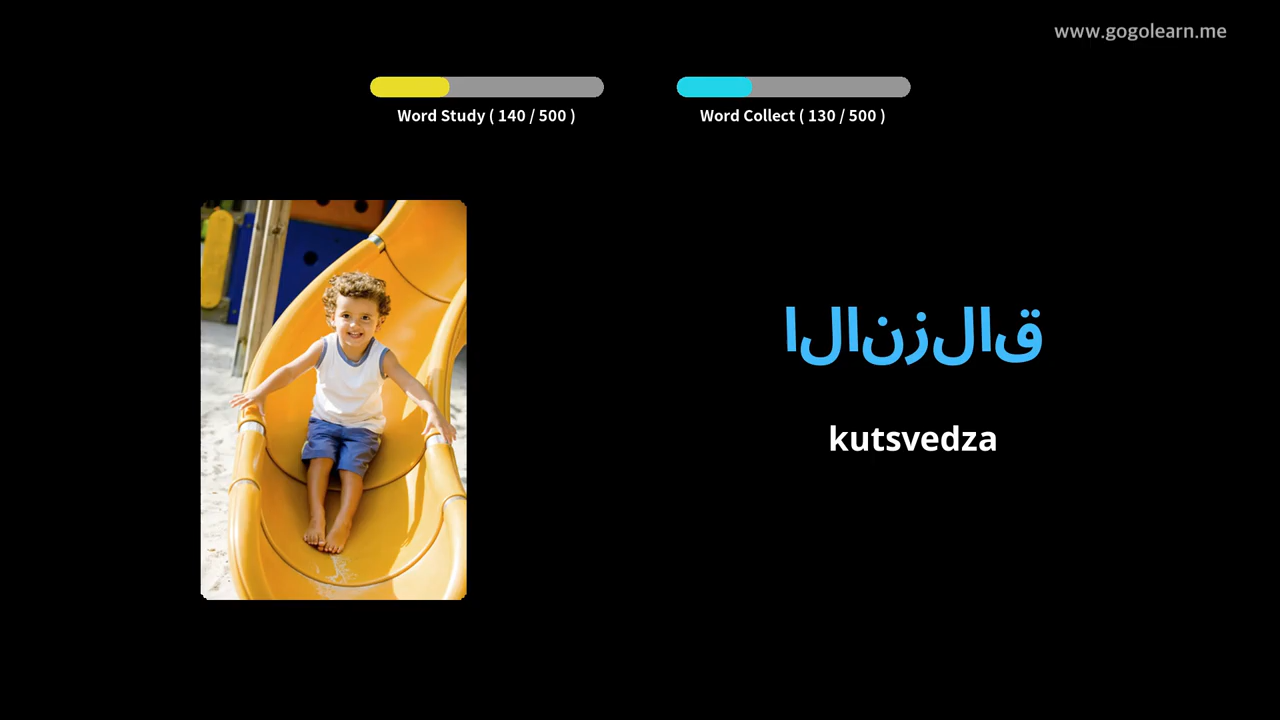 www.gogolearn.me
Word Study ( 140 / 500 )
Word Collect ( 130 / 500 )
الانزلاق
kutsvedza